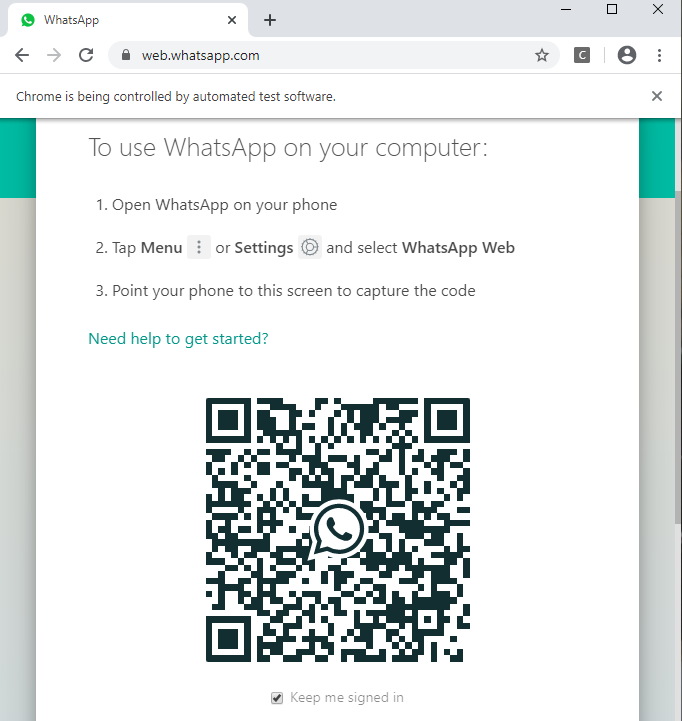 WhatsApp
web.whatsapp.com
C
Chrome is being controlled by automated test software.
To use WhatsApp on your computer:
1. Open WhatsApp on your phone
2. Tap Menu or Settings and select WhatsApp Web
3. Point your phone to this screen to capture the code
Need help to get started?
Keep me signed in